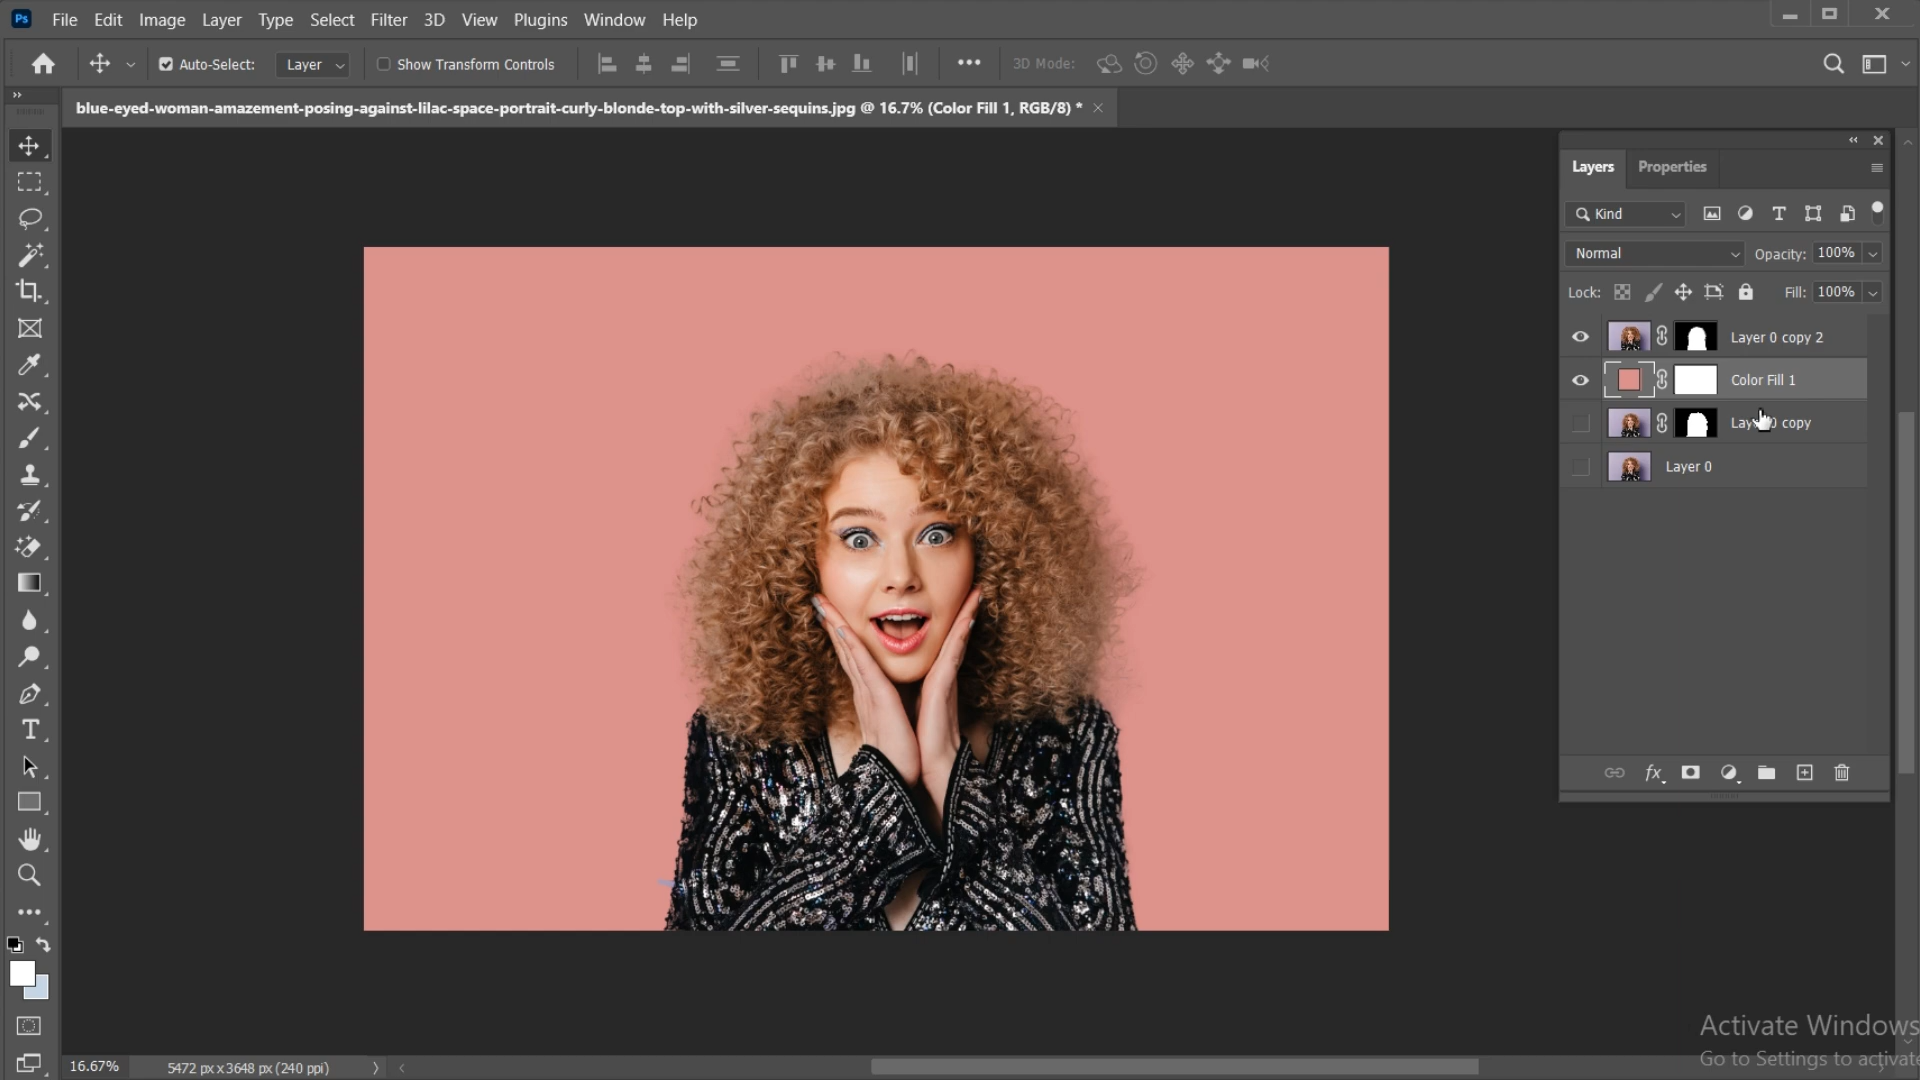 Ps File Edit Image Layer Type Select Filter 3D View Plugins Window Help
Auto-Select: Layer Show Transform Controls 3D Mode:
blue-eyed-woman-amazement-posing-against-lilac-space-portrait-curly-blonde-top-with-silver-sequins.jpg @ 16.7% (Color Fill 1, RGB/8) *
Layers Properties
Kind
Normal Opacity: 100%
Lock: Fill: 100%
Layer 0 copy 2
Color Fill 1
copy
Layer 0
fx
Activate Windows
Go to Settings to activate
16.67% 5472 px x 3648 px (240 ppi)